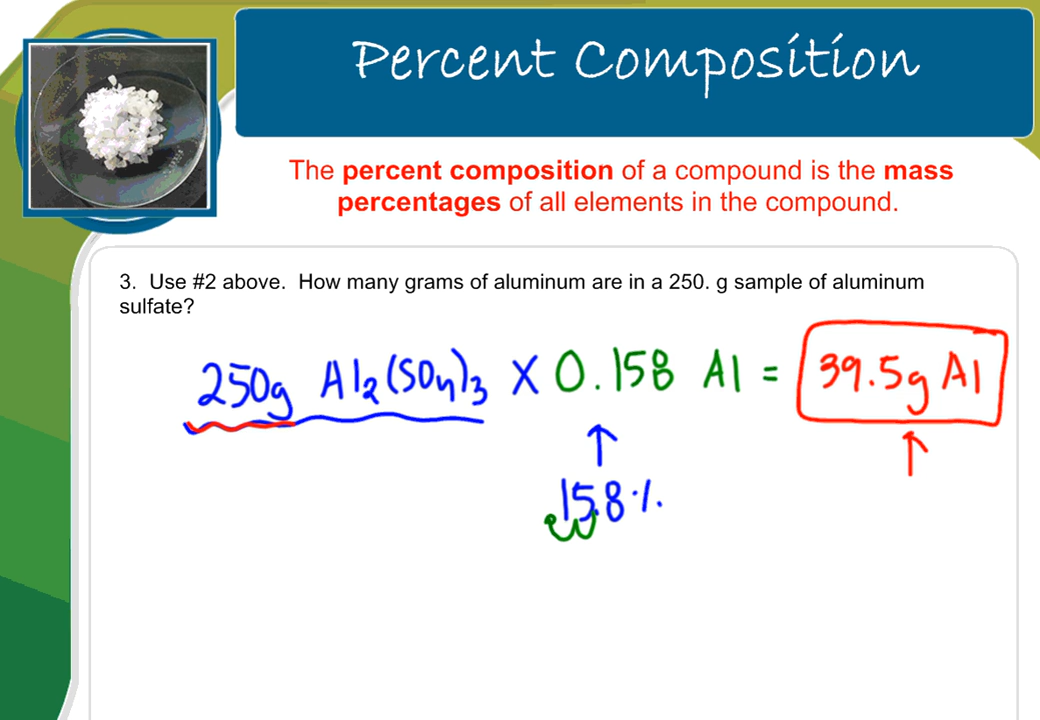 Percent Composition
The percent composition of a compound is the mass
percentages of all elements in the compound.
3. Use #2 above. How many grams of aluminum are in a 250. g sample of aluminum
sulfate?
250g Al₂(SO₄)₃ X 0.158 Al = 39.5g Al
15.8%